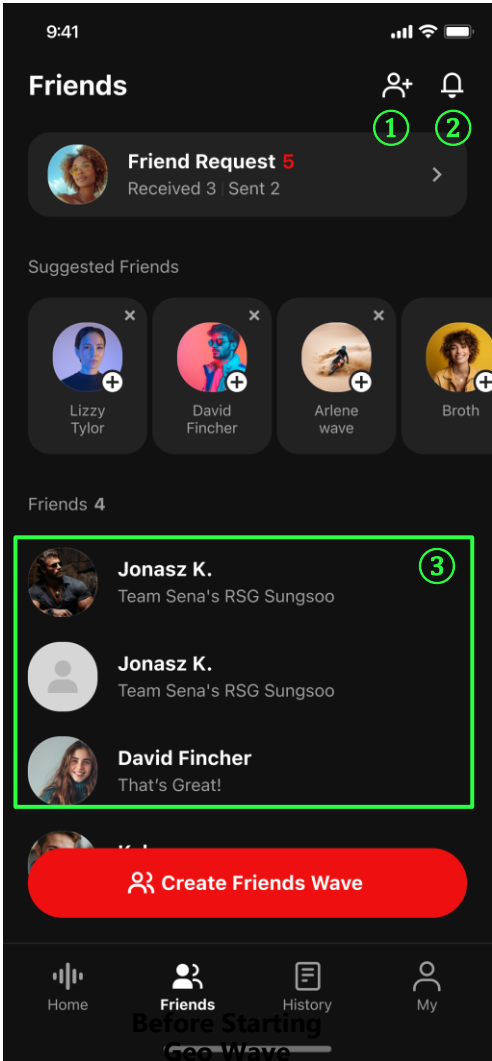 9:41
Friends
① ②
Friend Request 5
Received 3 | Sent 2
Suggested Friends
Lizzy
Tylor
David
Fincher
Arlene
wave
Broth
Friends 4
③
Jonasz K.
Team Sena's RSG Sungsoo
Jonasz K.
Team Sena's RSG Sungsoo
David Fincher
That's Great!
Create Friends Wave
Home
Friends
History
My
Before Starting
Geo Wave